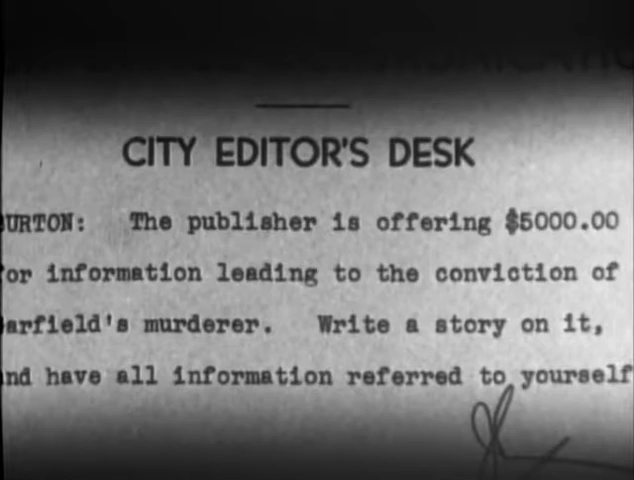 CITY EDITOR'S DESK
URTON: The publisher is offering $5000.00
or information leading to the conviction of
arfield's murderer. Write a story on it,
nd have all information referred to yourself